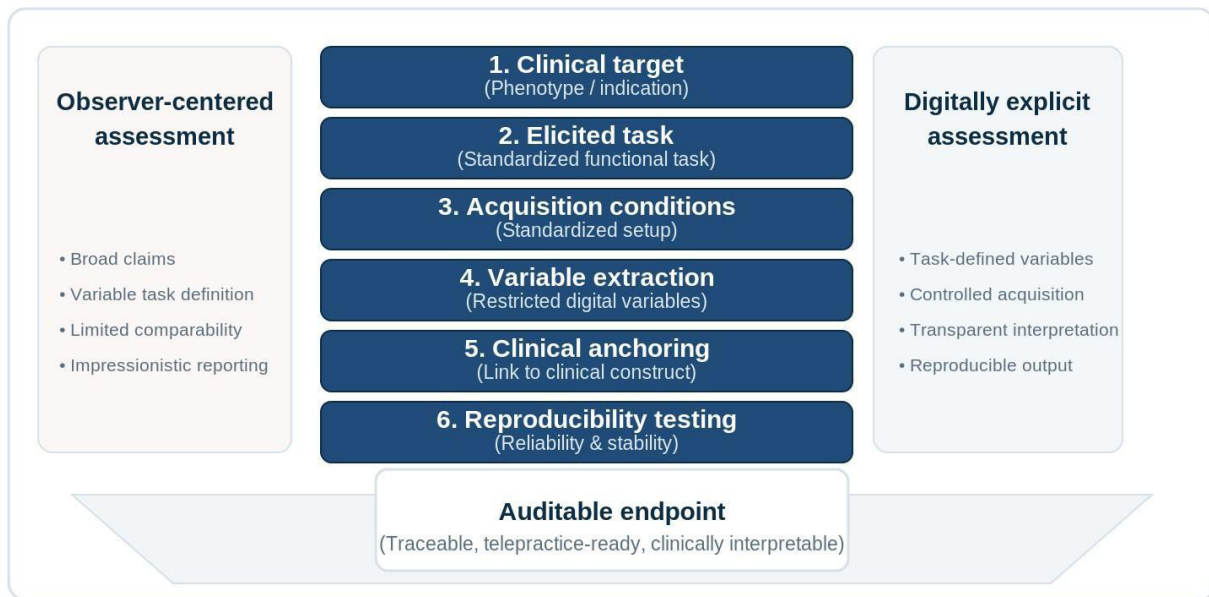 Observer-centered
assessment
• Broad claims
• Variable task definition
• Limited comparability
• Impressionistic reporting
1. Clinical target
(Phenotype / indication)
2. Elicited task
(Standardized functional task)
3. Acquisition conditions
(Standardized setup)
4. Variable extraction
(Restricted digital variables)
5. Clinical anchoring
(Link to clinical construct)
6. Reproducibility testing
(Reliability & stability)
Digitally explicit
assessment
• Task-defined variables
• Controlled acquisition
• Transparent interpretation
• Reproducible output
Auditable endpoint
(Traceable, telepractice-ready, clinically interpretable)